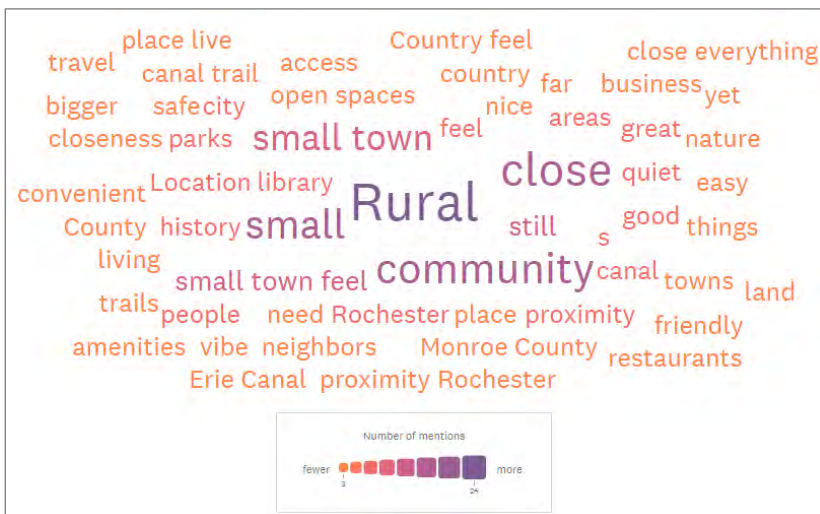 place live
Country feel
close everything
travel
canal trail
access
country
far
business
yet
bigger
safe
city
open spaces
nice
areas
great
nature
closeness
parks
small town
feel
close
quiet
easy
convenient
Location
library
Rural
good
things
County
history
small
still
s
living
small town feel
community
canal
towns
land
trails
people
need
Rochester
place
proximity
friendly
amenities
vibe
neighbors
Monroe County
restaurants
Erie Canal
proximity Rochester
Number of mentions
fewer
more
24